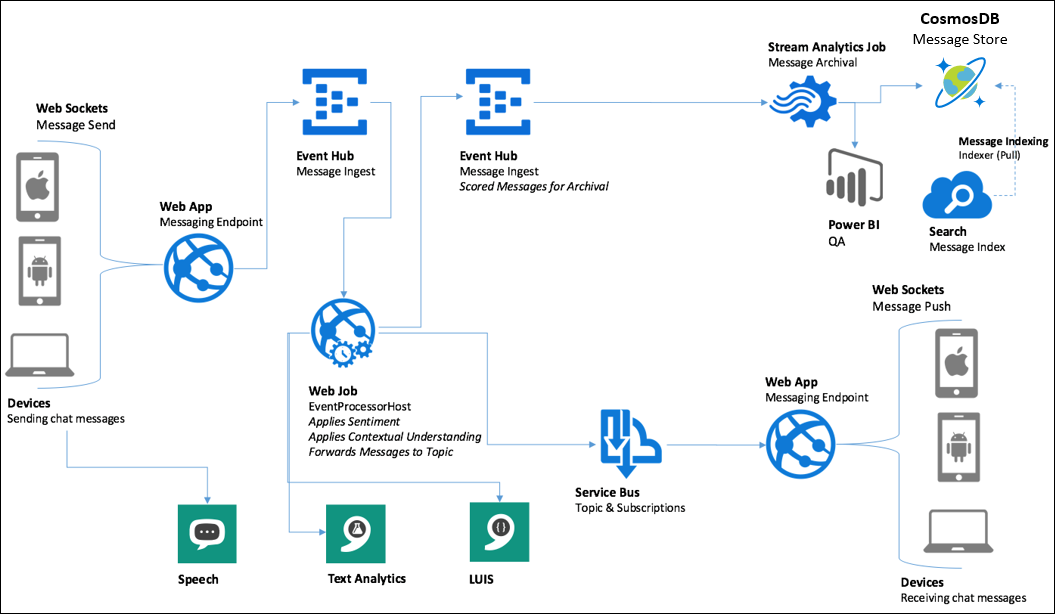 CosmosDB
Message Store
Stream Analytics Job
Message Archival
Web Sockets
Message Send
Event Hub
Message Ingest
Event Hub
Message Ingest
Scored Messages for Archival
Message Indexing
Indexer (Pull)
Web App
Messaging Endpoint
Power BI
QA
Search
Message Index
Web Sockets
Message Push
Web Job
EventProcessorHost
Applies Sentiment
Applies Contextual Understanding
Forwards Messages to Topic
Web App
Messaging Endpoint
Devices
Sending chat messages
Service Bus
Topic & Subscriptions
Speech
Text Analytics
LUIS
Devices
Receiving chat messages